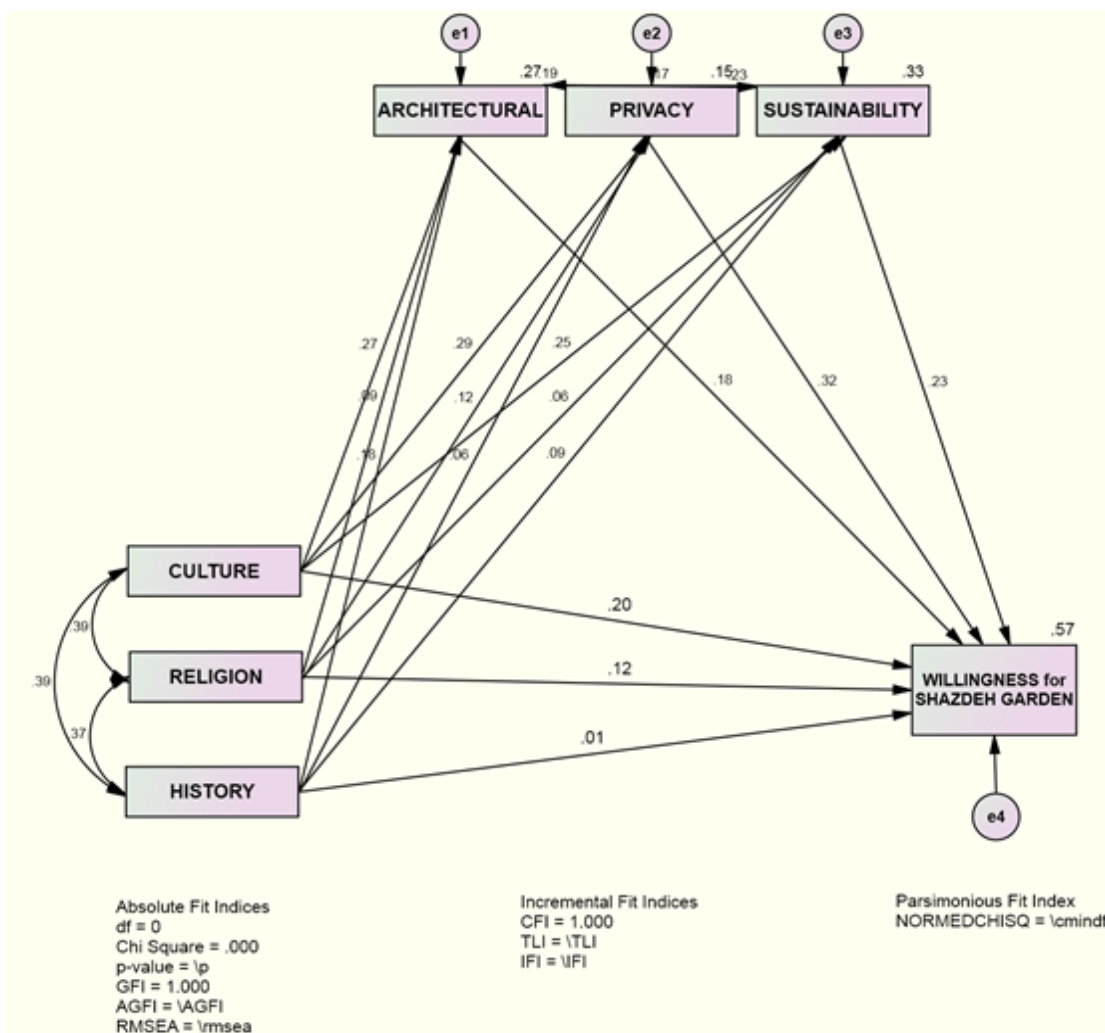 e1
e2
e3
.27
.19
.17
.15
.23
.33
ARCHITECTURAL
PRIVACY
SUSTAINABILITY
.27
.29
.25
.18
.32
.23
.09
.12
.06
.18
.06
.09
CULTURE
.20
.39
.57
.39
RELIGION
.12
WILLINGNESS for
SHAZDEH GARDEN
.37
.01
HISTORY
e4
Absolute Fit Indices
df = 0
Chi Square = .000
p-value = \p
GFI = 1.000
AGFI = \AGFI
RMSEA = \rmsea
Incremental Fit Indices
CFI = 1.000
TLI = \TLI
IFI = \IFI
Parsimonious Fit Index
NORMEDCHISQ = \cmindf